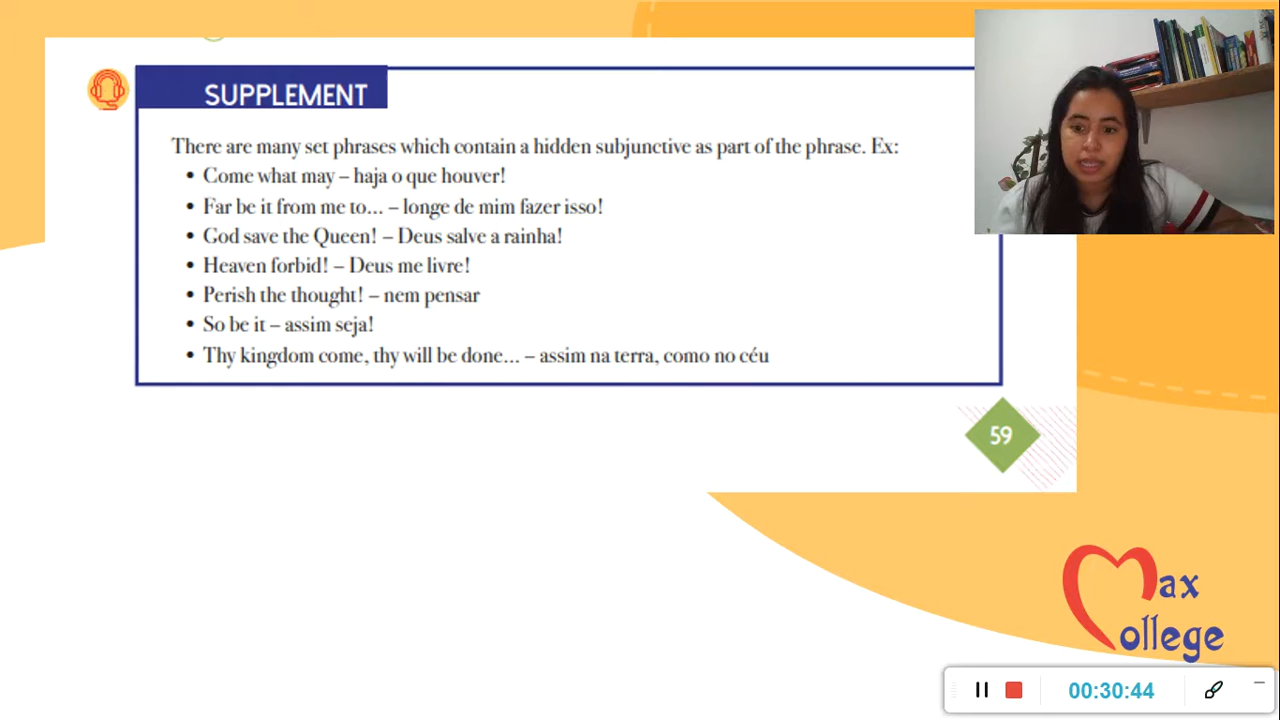 SUPPLEMENT
There are many set phrases which contain a hidden subjunctive as part of the phrase. Ex:
• Come what may – haja o que houver!
• Far be it from me to... – longe de mim fazer isso!
• God save the Queen! – Deus salve a rainha!
• Heaven forbid! – Deus me livre!
• Perish the thought! – nem pensar
• So be it – assim seja!
• Thy kingdom come, thy will be done... – assim na terra, como no céu
59
Max
College
00:30:44